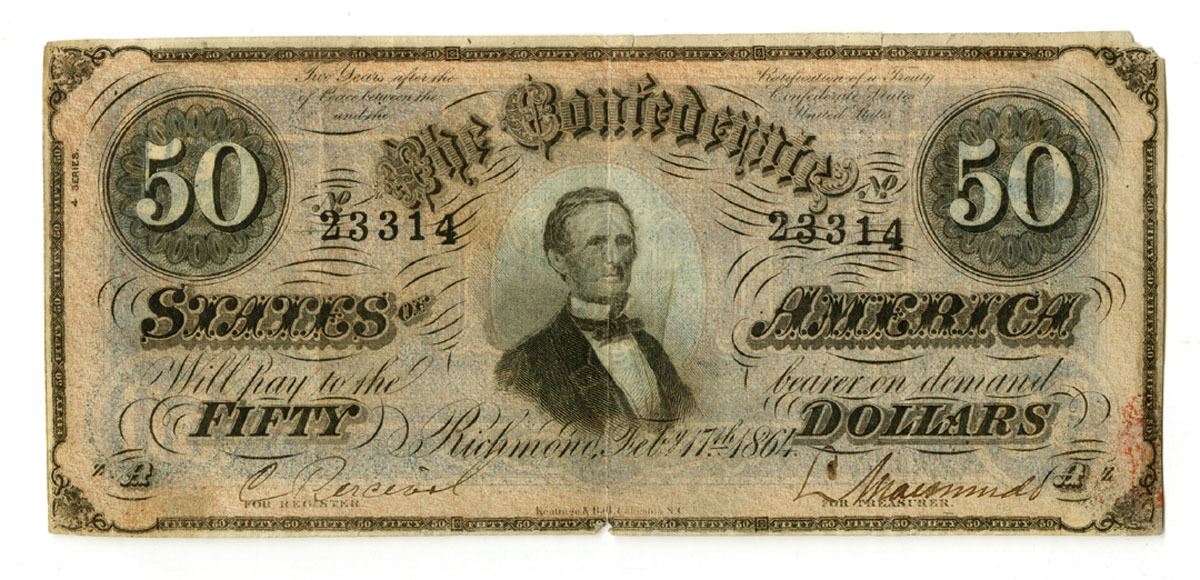 Two Years after the
of Peace between the
and the
Ratification of a Treaty
Confederate States
United States
4 SERIES.
The Confederate
50
50
No
23314
No
23314
STATES OF
AMERICA
Will pay to the
bearer on demand
FIFTY
DOLLARS
Richmond, Feby. 17th. 1864.
Z A
A Z
C Percival
FOR REGISTER.
FOR TREASURER.
Keatinge & Ball, Columbia S.C.